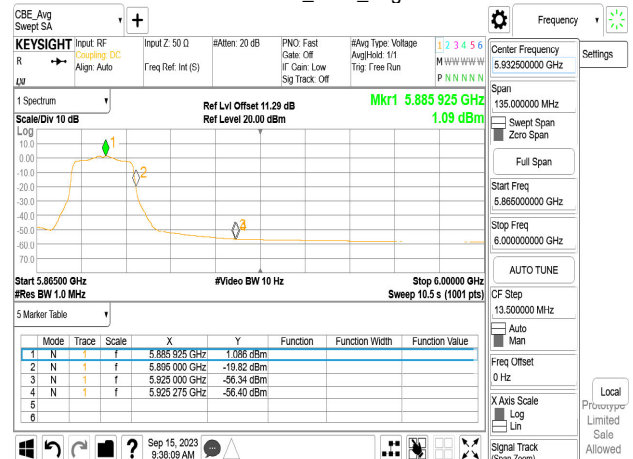 CBE_Avg
Swept SA
KEYSIGHT
R
Input: RF
Coupling: DC
Align: Auto
Input Z: 50 Ω
Freq Ref: Int (S)
#Atten: 20 dB
PNO: Fast
Gate: Off
IF Gain: Low
Sig Track: Off
#Avg Type: Voltage
Avg|Hold: 1/1
Trig: Free Run
1 2 3 4 5 6
M W W W W W
P N N N N N
1 Spectrum
Scale/Div 10 dB
Ref Lvl Offset 11.29 dB
Ref Level 20.00 dBm
Mkr1 5.885 925 GHz
1.09 dBm
Log
10.0
0.00
-10.0
-20.0
-30.0
-40.0
-50.0
-60.0
70.0
1
2
Start 5.86500 GHz
#Res BW 1.0 MHz
#Video BW 10 Hz
Stop 6.00000 GHz
Sweep 10.5 s (1001 pts)
5 Marker Table
Mode Trace Scale X Y Function Function Width Function Value
1 N 1 f 5.885 925 GHz 1.086 dBm
2 N 1 f 5.895 000 GHz -19.82 dBm
3 N 1 f 5.925 000 GHz -56.34 dBm
4 N 1 f 5.925 275 GHz -56.40 dBm
5
6
Sep 15, 2023
9:38:09 AM
Frequency
Center Frequency
5.932500000 GHz
Span
135.000000 MHz
Swept Span
Zero Span
Full Span
Start Freq
5.865000000 GHz
Stop Freq
6.000000000 GHz
AUTO TUNE
CF Step
13.500000 MHz
Auto
Man
Freq Offset
0 Hz
X Axis Scale
Log
Lin
Signal Track
(Span Zoom)
Settings
Local
Prototype
Limited
Sale
Allowed